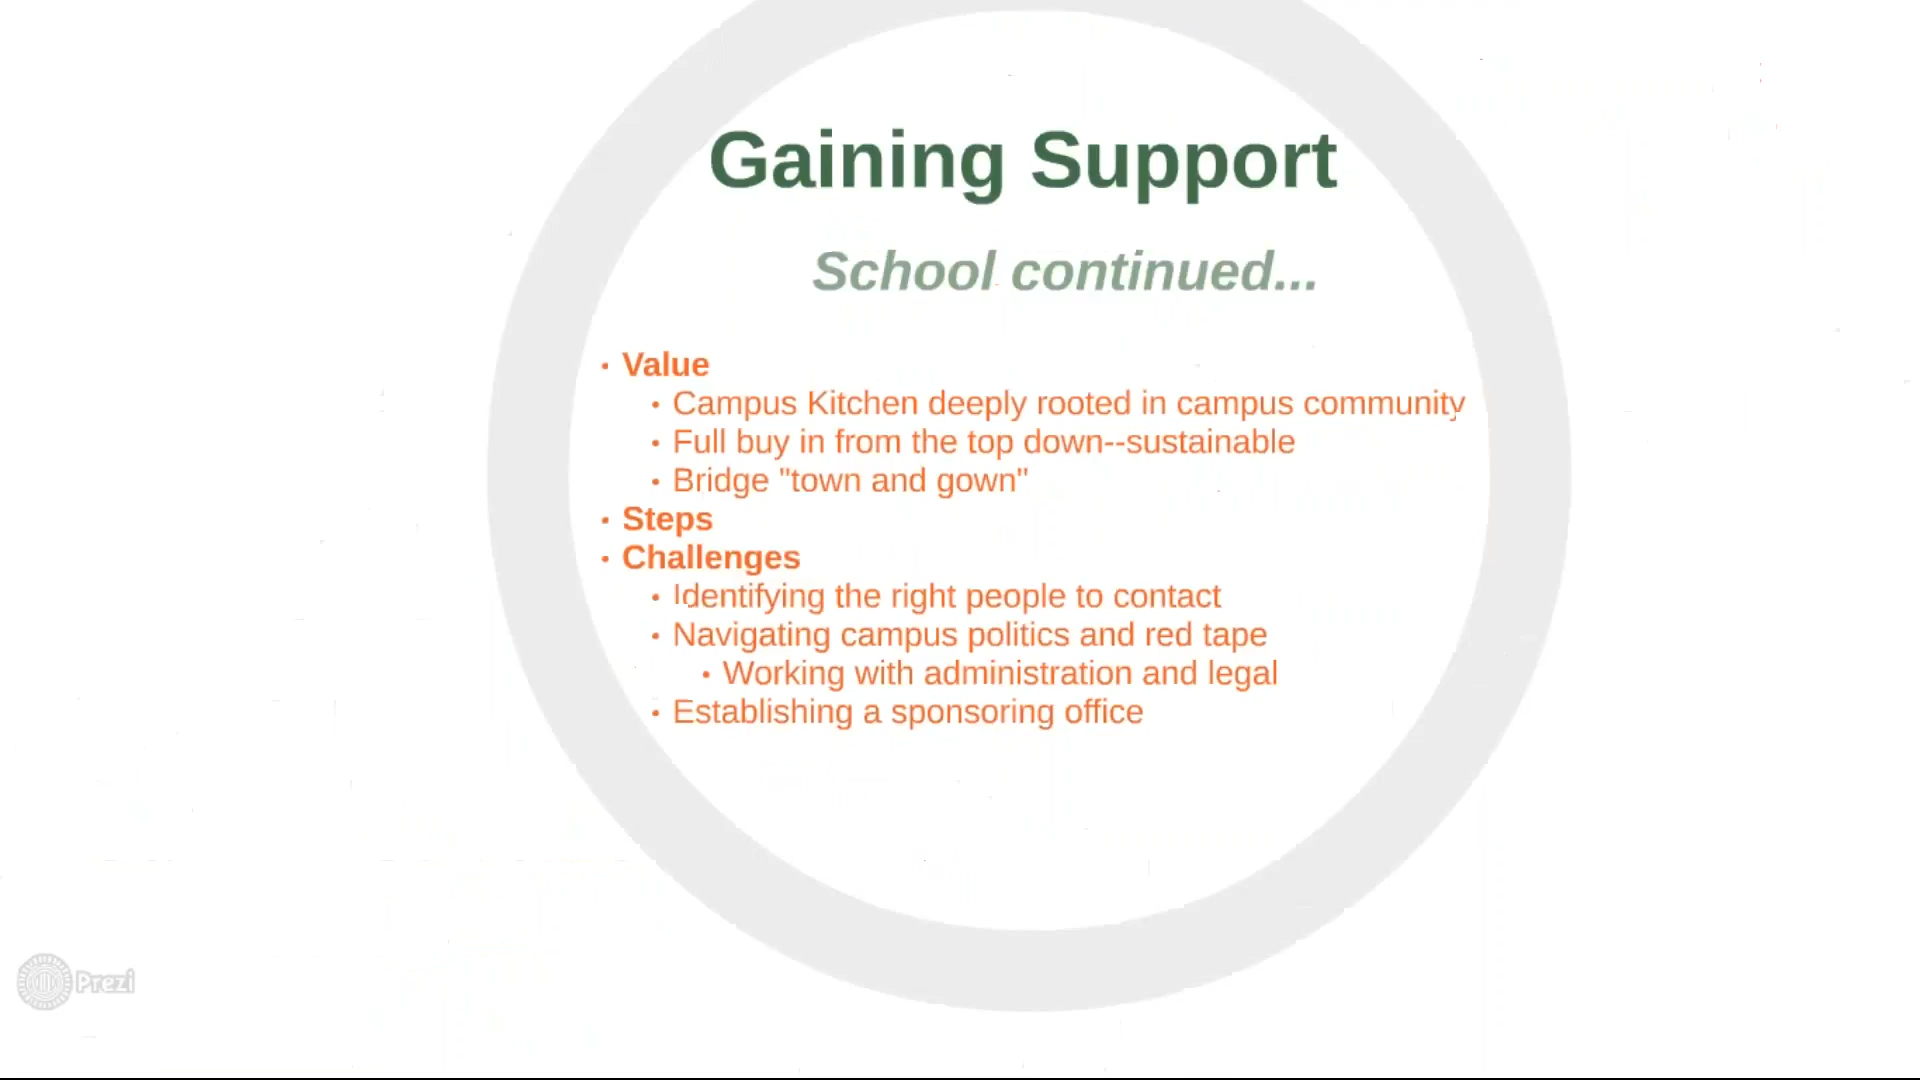 Gaining Support
School continued...
• Value
• Campus Kitchen deeply rooted in campus community
• Full buy in from the top down--sustainable
• Bridge "town and gown"
• Steps
• Challenges
• Identifying the right people to contact
• Navigating campus politics and red tape
• Working with administration and legal
• Establishing a sponsoring office
Prezi